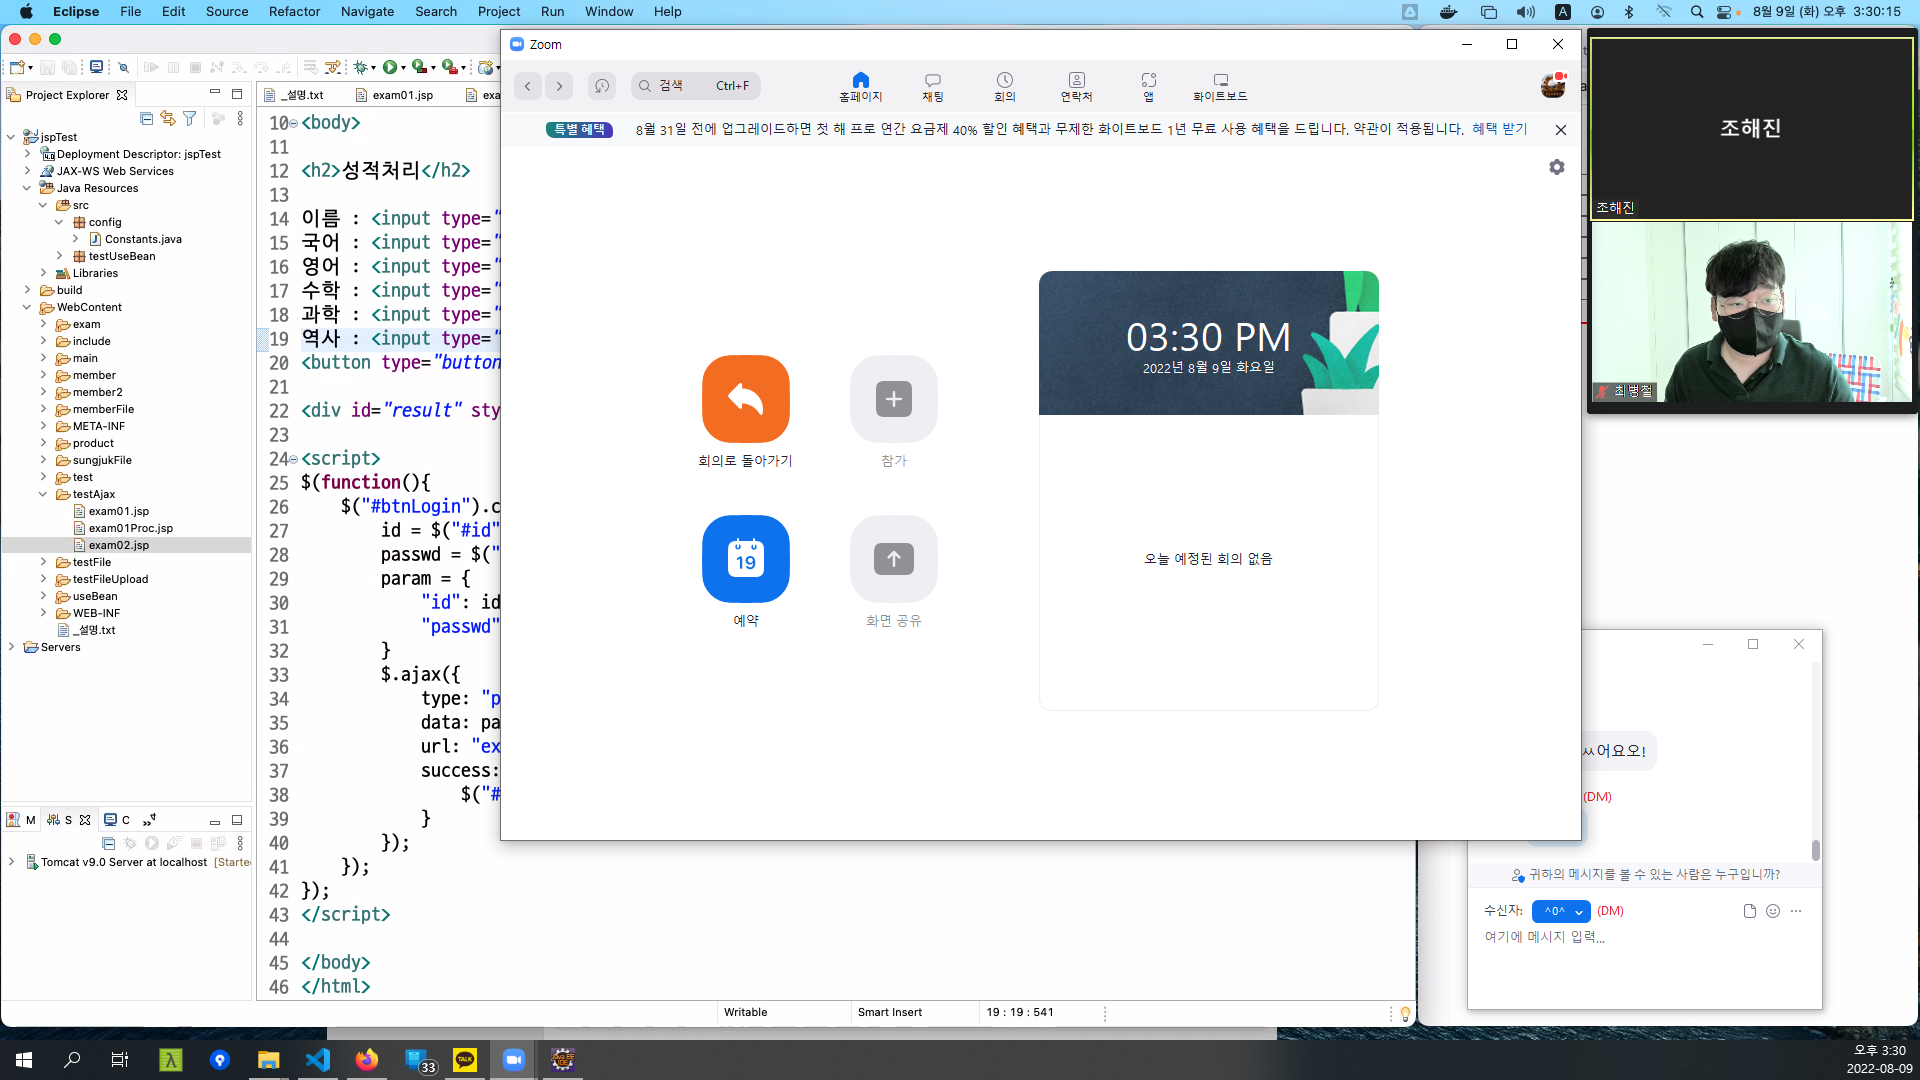 Eclipse File Edit Source Refactor Navigate Search Project Run Window Help
8월 9일 (화) 오후 3:30:15
Project Explorer
jspTest
Deployment Descriptor: jspTest
JAX-WS Web Services
Java Resources
src
config
Constants.java
testUseBean
Libraries
build
WebContent
exam
include
main
member
member2
memberFile
META-INF
product
sungjukFile
test
testAjax
exam01.jsp
exam01Proc.jsp
exam02.jsp
testFile
testFileUpload
useBean
WEB-INF
_설명.txt
Servers
M S C
Tomcat v9.0 Server at localhost [Starte
_설명.txt exam01.jsp exa
10 <body>
11
12 <h2>성적처리</h2>
13
14 이름 : <input type="
15 국어 : <input type="
16 영어 : <input type="
17 수학 : <input type="
18 과학 : <input type="
19 역사 : <input type="
20 <button type="button
21
22 <div id="result" sty
23
24 <script>
25 $(function(){
26 $("#btnLogin").c
27 id = $("#id"
28 passwd = $("
29 param = {
30 "id": id
31 "passwd"
32 }
33 $.ajax({
34 type: "p
35 data: pa
36 url: "ex
37 success:
38 $("#
39 }
40 });
41 });
42 });
43 </script>
44
45 </body>
46 </html>
Writable Smart Insert 19 : 19 : 541
Zoom
검색 Ctrl+F
홈페이지 채팅 회의 연락처 앱 화이트보드
특별 혜택 8월 31일 전에 업그레이드하면 첫 해 프로 연간 요금제 40% 할인 혜택과 무제한 화이트보드 1년 무료 사용 혜택을 드립니다. 약관이 적용됩니다. 혜택 받기
회의로 돌아가기 참가
19
예약 화면 공유
03:30 PM
2022년 8월 9일 화요일
오늘 예정된 회의 없음
조해진
조해진
최병철
ㅆ어요오!
(DM)
귀하의 메시지를 볼 수 있는 사람은 누구입니까?
수신자: ^0^ (DM)
여기에 메시지 입력...
33
TALK
오후 3:30
2022-08-09